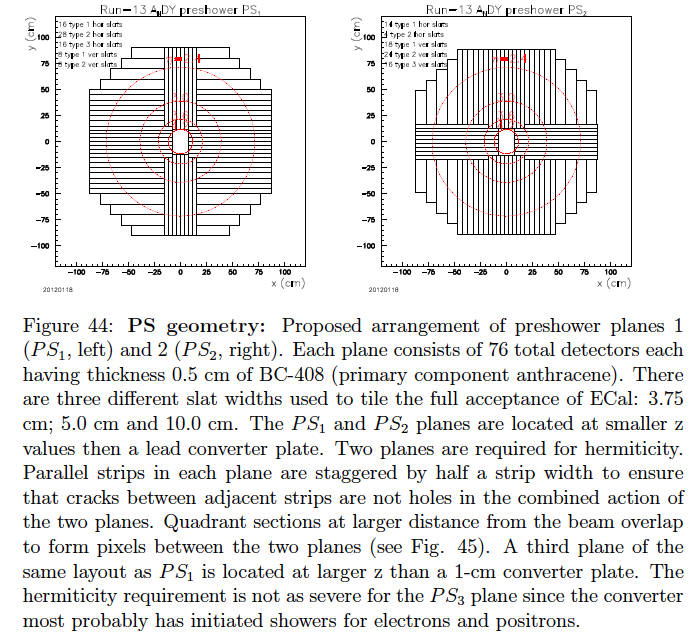 Run-13 ANDY preshower PS1
16 type 1 hor slats
28 type 2 hor slats
16 type 3 hor slats
8 type 1 ver slats
8 type 2 ver slats
y (cm)
100
75
50
25
0
-25
-50
-75
-100
-100 -75 -50 -25 0 25 50 75 100
x (cm)
20120118
Run-13 ANDY preshower PS2
14 type 1 hor slats
4 type 2 hor slats
18 type 1 ver slats
24 type 2 ver slats
16 type 3 ver slats
y (cm)
100
75
50
25
0
-25
-50
-75
-100
-100 -75 -50 -25 0 25 50 75 100
x (cm)
20120118
Figure 44: PS geometry: Proposed arrangement of preshower planes 1
(PS1, left) and 2 (PS2, right). Each plane consists of 76 total detectors each
having thickness 0.5 cm of BC-408 (primary component anthracene). There
are three different slat widths used to tile the full acceptance of ECal: 3.75
cm; 5.0 cm and 10.0 cm. The PS1 and PS2 planes are located at smaller z
values then a lead converter plate. Two planes are required for hermiticity.
Parallel strips in each plane are staggered by half a strip width to ensure
that cracks between adjacent strips are not holes in the combined action of
the two planes. Quadrant sections at larger distance from the beam overlap
to form pixels between the two planes (see Fig. 45). A third plane of the
same layout as PS1 is located at larger z than a 1-cm converter plate. The
hermiticity requirement is not as severe for the PS3 plane since the converter
most probably has initiated showers for electrons and positrons.